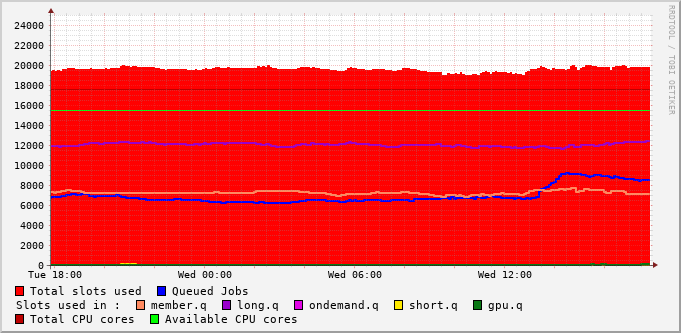 RRDTOOL / TOBI OETIKER
24000
22000
20000
18000
16000
14000
12000
10000
8000
6000
4000
2000
0
Tue 18:00 Wed 00:00 Wed 06:00 Wed 12:00
Total slots used Queued Jobs
Slots used in : member.q long.q ondemand.q short.q gpu.q
Total CPU cores Available CPU cores